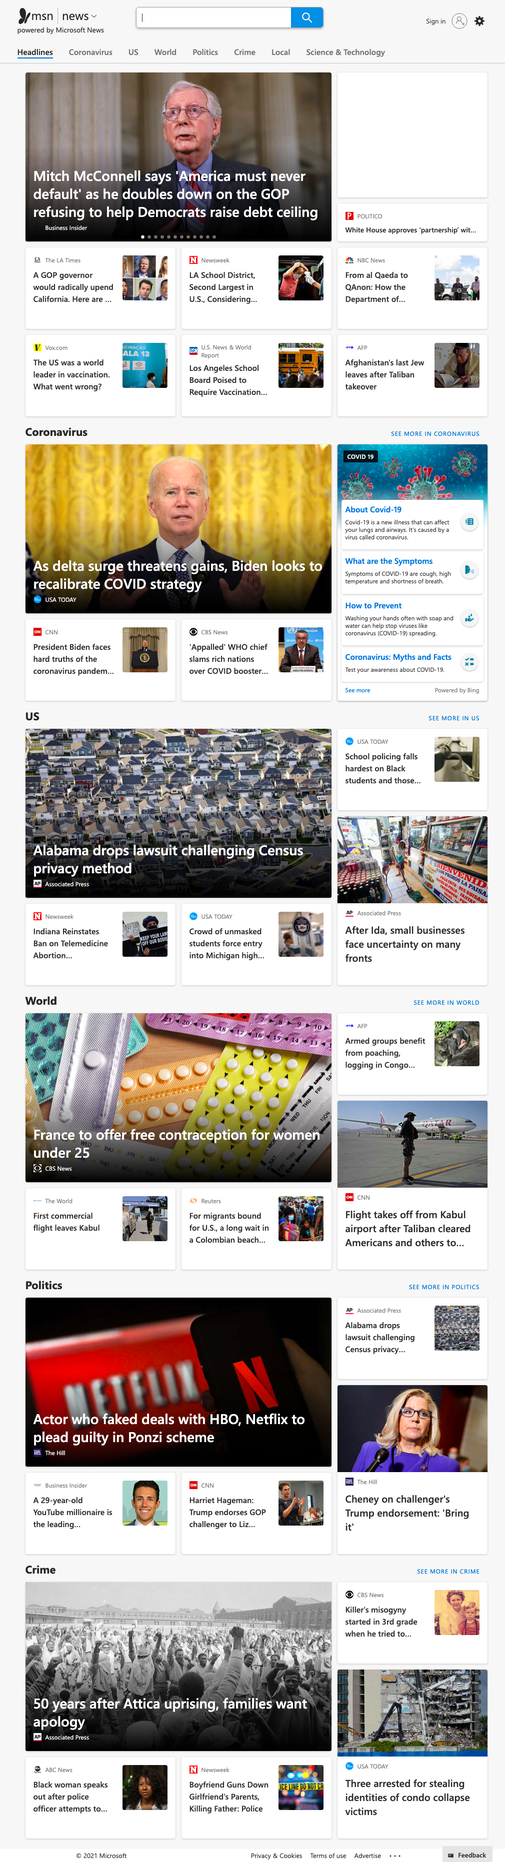 msn | news
powered by Microsoft News
Sign in
Headlines Coronavirus US World Politics Crime Local Science & Technology
Mitch McConnell says 'America must never
default' as he doubles down on the GOP
refusing to help Democrats raise debt ceiling
Business Insider
POLITICO
White House approves 'partnership' wit...
The LA Times
A GOP governor
would radically upend
California. Here are ...
Newsweek
LA School District,
Second Largest in
U.S., Considering...
NBC News
From al Qaeda to
QAnon: How the
Department of...
Vox.com
The US was a world
leader in vaccination.
What went wrong?
U.S. News & World
Report
Los Angeles School
Board Poised to
Require Vaccination...
AFP
Afghanistan's last Jew
leaves after Taliban
takeover
Coronavirus
SEE MORE IN CORONAVIRUS
As delta surge threatens gains, Biden looks to
recalibrate COVID strategy
USA TODAY
COVID 19
About Covid-19
Covid-19 is a new illness that can affect
your lungs and airways. It's caused by a
virus called coronavirus.
What are the Symptoms
Symptoms of COVID-19 are cough, high
temperature and shortness of breath.
How to Prevent
Washing your hands often with soap and
water can help stop viruses like
coronavirus (COVID-19) spreading.
Coronavirus: Myths and Facts
Test your awareness about COVID-19.
See more
Powered by Bing
CNN
President Biden faces
hard truths of the
coronavirus pandem...
CBS News
'Appalled' WHO chief
slams rich nations
over COVID booster...
US
SEE MORE IN US
Alabama drops lawsuit challenging Census
privacy method
Associated Press
USA TODAY
School policing falls
hardest on Black
students and those...
Newsweek
Indiana Reinstates
Ban on Telemedicine
Abortion...
USA TODAY
Crowd of unmasked
students force entry
into Michigan high...
Associated Press
After Ida, small businesses
face uncertainty on many
fronts
World
SEE MORE IN WORLD
France to offer free contraception for women
under 25
CBS News
AFP
Armed groups benefit
from poaching,
logging in Congo...
The World
First commercial
flight leaves Kabul
Reuters
For migrants bound
for U.S., a long wait in
a Colombian beach...
CNN
Flight takes off from Kabul
airport after Taliban cleared
Americans and others to...
Politics
SEE MORE IN POLITICS
NETFLIX
Actor who faked deals with HBO, Netflix to
plead guilty in Ponzi scheme
The Hill
Associated Press
Alabama drops
lawsuit challenging
Census privacy...
Business Insider
A 29-year-old
YouTube millionaire is
the leading...
CNN
Harriet Hageman:
Trump endorses GOP
challenger to Liz...
The Hill
Cheney on challenger's
Trump endorsement: 'Bring
it'
Crime
SEE MORE IN CRIME
50 years after Attica uprising, families want
apology
Associated Press
CBS News
Killer's misogyny
started in 3rd grade
when he tried to...
ABC News
Black woman speaks
out after police
officer attempts to...
Newsweek
Boyfriend Guns Down
Girlfriend's Parents,
Killing Father: Police
USA TODAY
Three arrested for stealing
identities of condo collapse
victims
© 2021 Microsoft
Privacy & Cookies Terms of use Advertise ...
Feedback